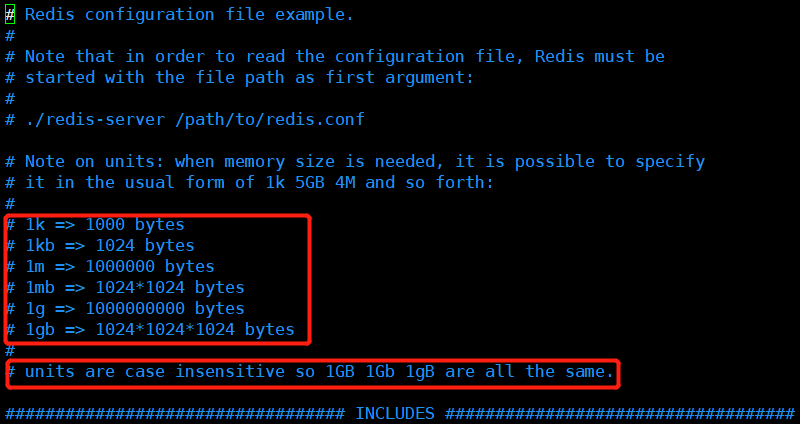 # Redis configuration file example.
#
# Note that in order to read the configuration file, Redis must be
# started with the file path as first argument:
#
# ./redis-server /path/to/redis.conf
# Note on units: when memory size is needed, it is possible to specify
# it in the usual form of 1k 5GB 4M and so forth:
#
# 1k => 1000 bytes
# 1kb => 1024 bytes
# 1m => 1000000 bytes
# 1mb => 1024*1024 bytes
# 1g => 1000000000 bytes
# 1gb => 1024*1024*1024 bytes
#
# units are case insensitive so 1GB 1Gb 1gB are all the same.
################################## INCLUDES ###################################